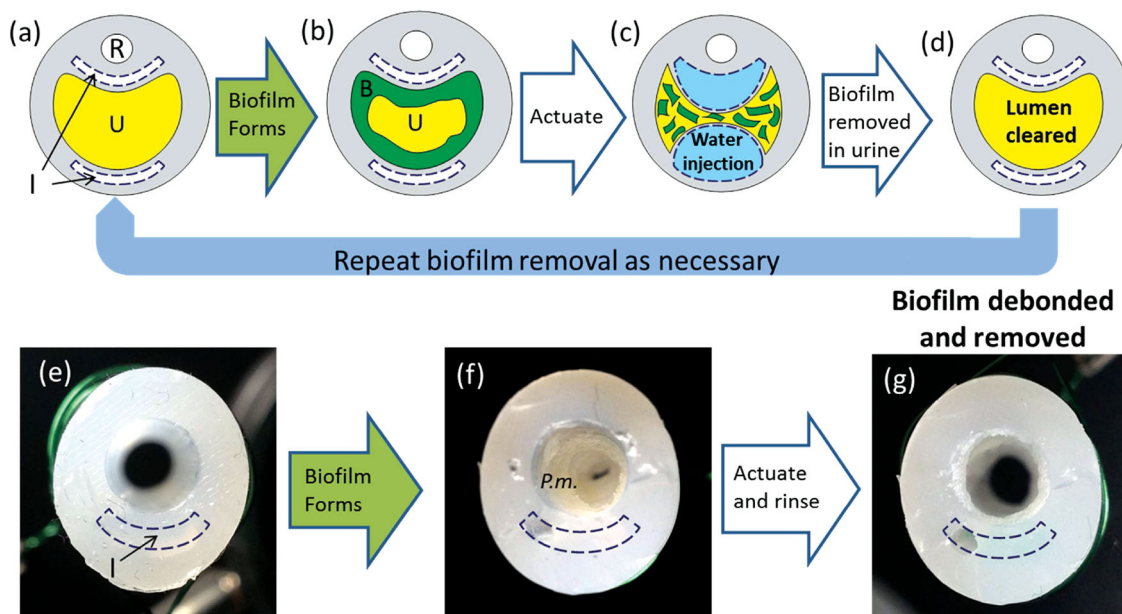 (a)
R
U
I
Biofilm
Forms
(b)
B
U
Actuate
(c)
Water
injection
Biofilm
removed
in urine
(d)
Lumen
cleared
Repeat biofilm removal as necessary
Biofilm debonded
and removed
(e)
I
Biofilm
Forms
(f)
P.m.
Actuate
and rinse
(g)